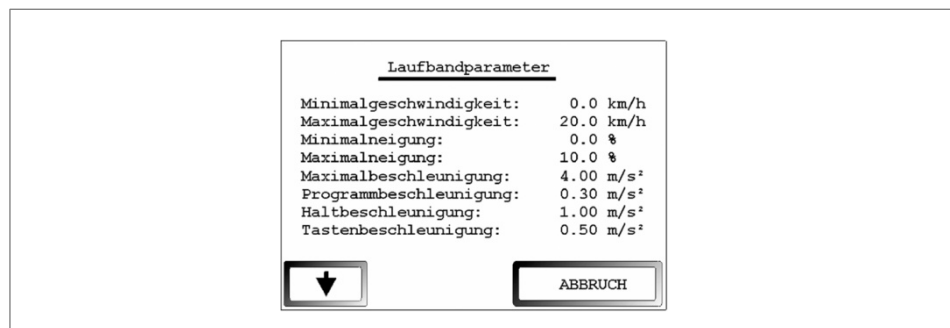 Laufbandparameter
Minimalgeschwindigkeit: 0.0 km/h
Maximalgeschwindigkeit: 20.0 km/h
Minimalneigung: 0.0 %
Maximalneigung: 10.0 %
Maximalbeschleunigung: 4.00 m/s²
Programmbeschleunigung: 0.30 m/s²
Haltbeschleunigung: 1.00 m/s²
Tastenbeschleunigung: 0.50 m/s²
ABBRUCH